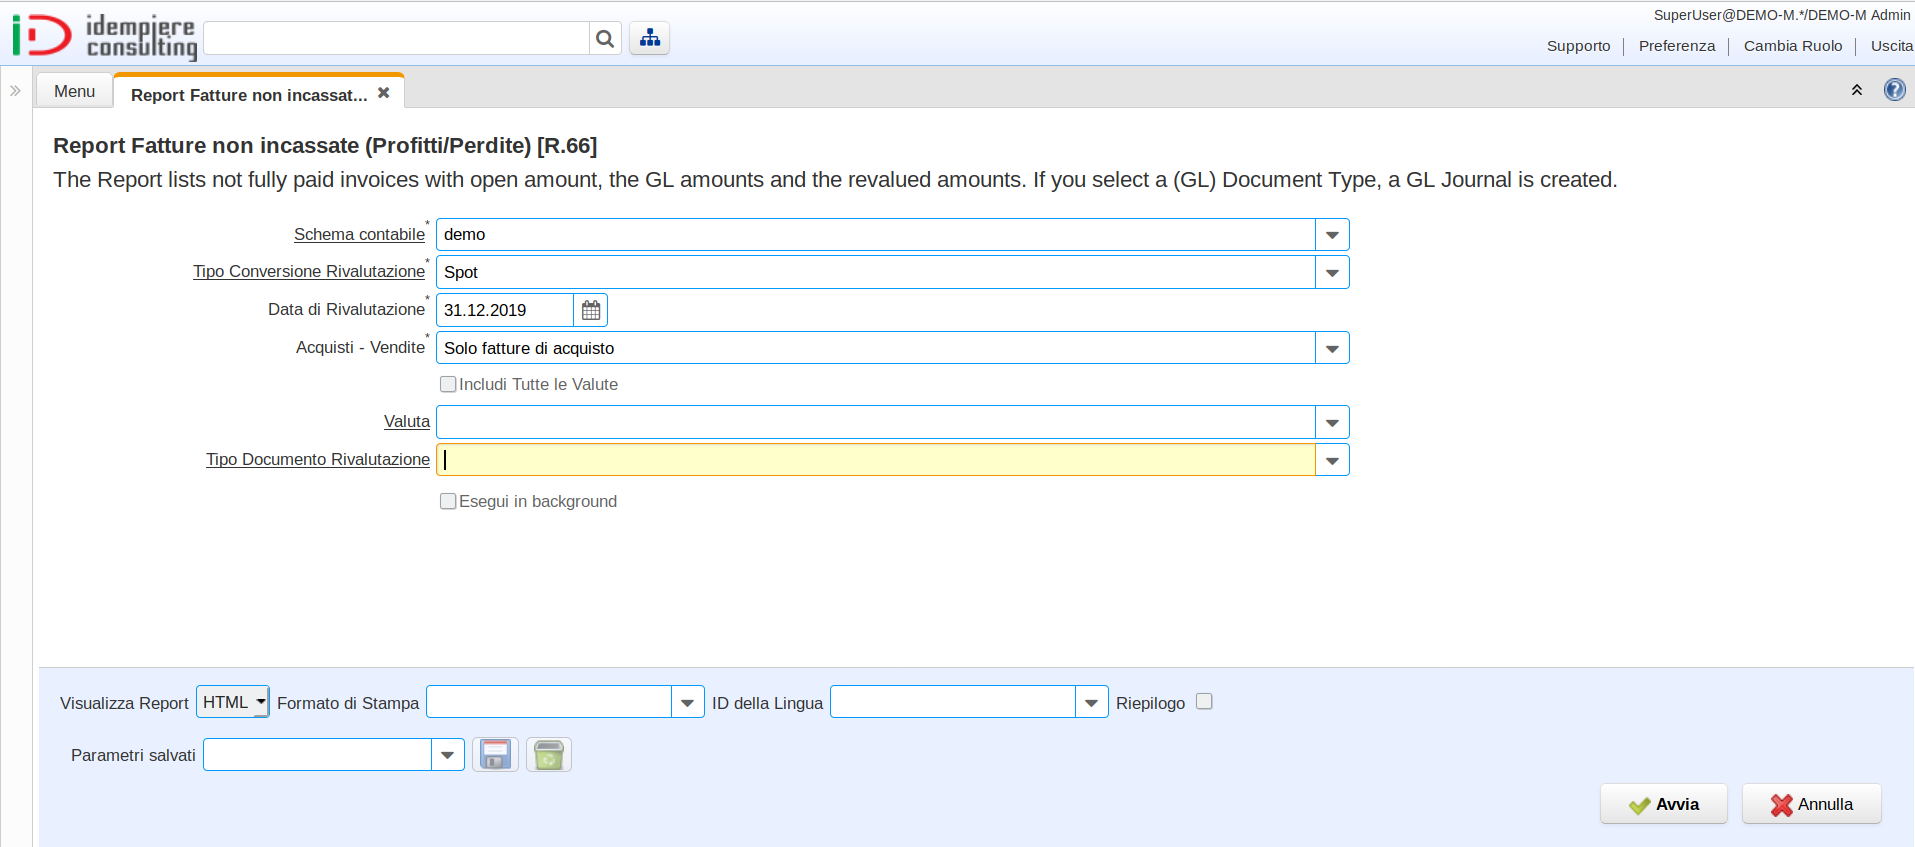 SuperUser@DEMO-M.*/DEMO-M Admin
idempiere
consulting
Supporto Preferenza Cambia Ruolo Uscita
Menu Report Fatture non incassat...
Report Fatture non incassate (Profitti/Perdite) [R.66]
The Report lists not fully paid invoices with open amount, the GL amounts and the revalued amounts. If you select a (GL) Document Type, a GL Journal is created.
Schema contabile* demo
Tipo Conversione Rivalutazione* Spot
Data di Rivalutazione* 31.12.2019
Acquisti - Vendite* Solo fatture di acquisto
Includi Tutte le Valute
Valuta
Tipo Documento Rivalutazione
Esegui in background
Visualizza Report HTML Formato di Stampa ID della Lingua Riepilogo
Parametri salvati
Avvia Annulla